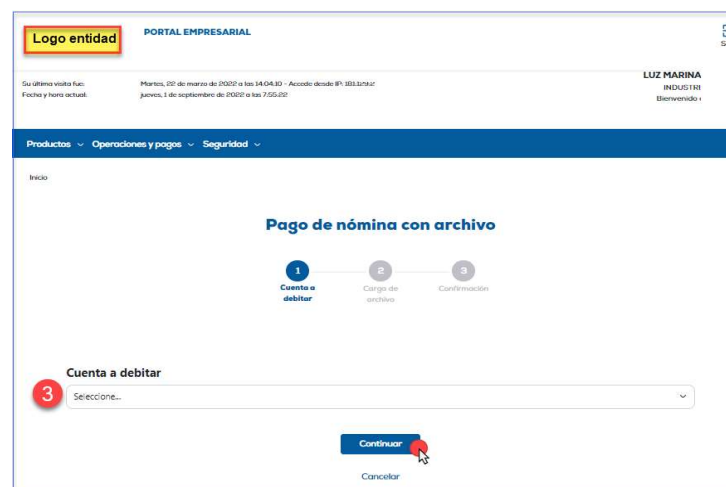 Logo entidad
PORTAL EMPRESARIAL
S
Su última visita fue: Martes, 22 de marzo de 2022 a las 14:04:10 - Accede desde IP:
Fecha y hora actual: jueves, 1 de septiembre de 2022 a las 7:55:22
LUZ MARINA
INDUSTRI
Bienvenido
Productos Operaciones y pagos Seguridad
Inicio
Pago de nómina con archivo
1 2 3
Cuenta a debitar
Carga de archivo
Confirmación
Cuenta a debitar
3
Seleccione...
Continuar
Cancelar